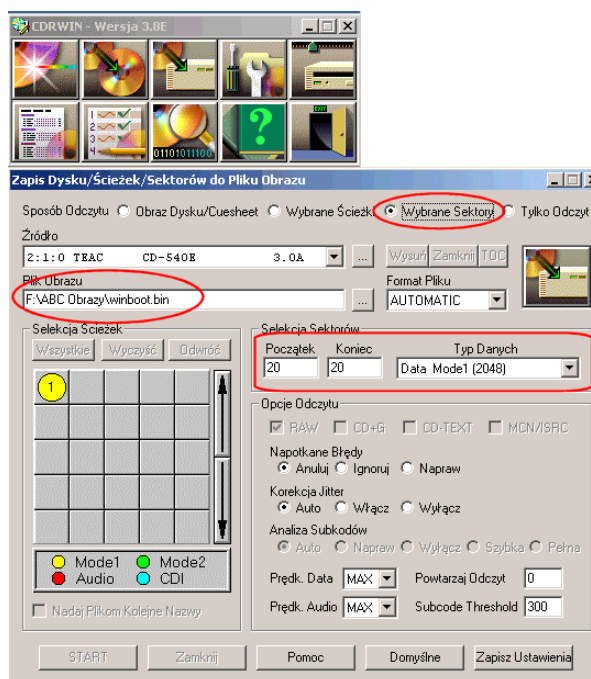 CDRWIN - Wersja 3.8E
EXIT
01101011100
Zapis Dysku/Ścieżek/Sektorów do Pliku Obrazu
Sposób Odczytu Obraz Dysku/Cuesheet Wybrane Ścieżki Wybrane Sektory Tylko Odczyt
Źródło
2:1:0 TEAC CD-540E 3.0A ... Wysuń Zamknij TOC
Plik Obrazu Format Pliku
F:\ABC Obrazy\winboot.bin ... AUTOMATIC
Selekcja Ścieżek Selekcja Sektorów
Wszystkie Wyczyść Odwróć Początek Koniec Typ Danych
20 20 Data Mode1 (2048)
1
Opcje Odczytu
RAW CD+G CD-TEXT MCN/ISRC
Napotkane Błędy
Anuluj Ignoruj Napraw
Korekcja Jitter
Auto Włącz Wyłącz
Analiza Subkodów
Auto Napraw Wyłącz Szybka Pełna
Mode1 Mode2
Audio CDI
Prędk. Data MAX Powtarzaj Odczyt 0
Nadaj Plikom Kolejne Nazwy Prędk. Audio MAX Subcode Threshold 300
START Zamknij Pomoc Domyślne Zapisz Ustawienia